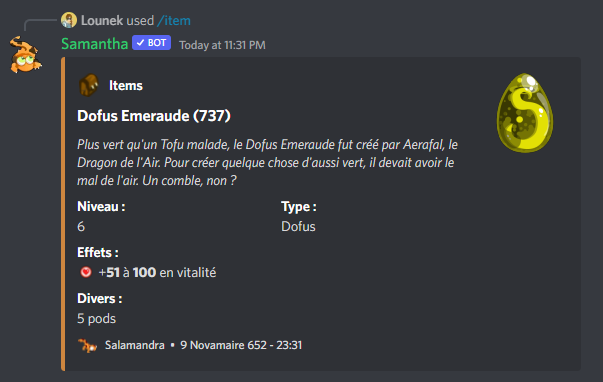 Lounek used /item
Samantha ✓ BOT Today at 11:31 PM
Items
Dofus Emeraude (737)
Plus vert qu'un Tofu malade, le Dofus Emeraude fut créé par Aerafal, le
Dragon de l'Air. Pour créer quelque chose d'aussi vert, il devait avoir le
mal de l'air. Un comble, non ?
Niveau : Type :
6 Dofus
Effets :
+51 à 100 en vitalité
Divers :
5 pods
Salamandra • 9 Novamaire 652 - 23:31